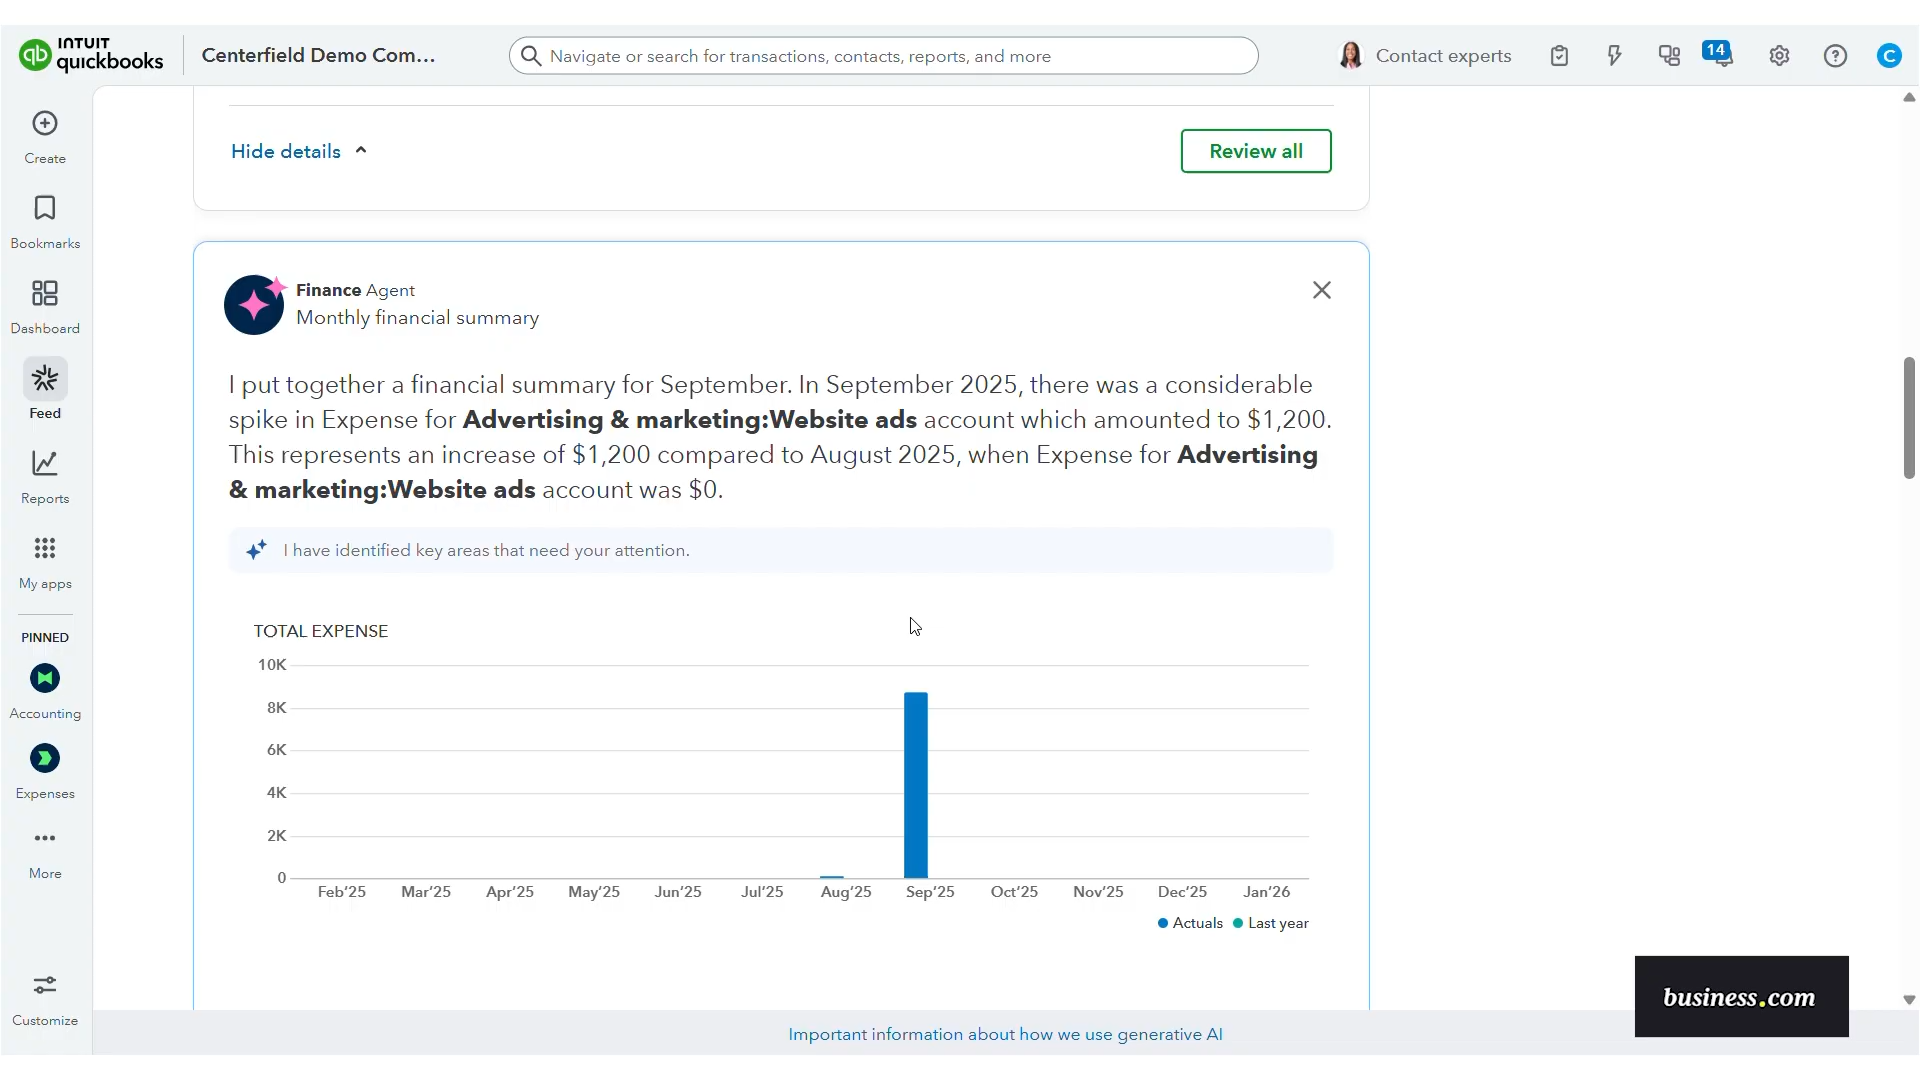 INTUIT
quickbooks
Centerfield Demo Com...
Navigate or search for transactions, contacts, reports, and more
Contact experts
14
C
Create
Bookmarks
Dashboard
Feed
Reports
My apps
PINNED
Accounting
Expenses
More
Customize
Hide details
Review all
Finance Agent
Monthly financial summary
I put together a financial summary for September. In September 2025, there was a considerable
spike in Expense for Advertising & marketing:Website ads account which amounted to $1,200.
This represents an increase of $1,200 compared to August 2025, when Expense for Advertising
& marketing:Website ads account was $0.
I have identified key areas that need your attention.
TOTAL EXPENSE
10K
8K
6K
4K
2K
0
Feb'25 Mar'25 Apr'25 May'25 Jun'25 Jul'25 Aug'25 Sep'25 Oct'25 Nov'25 Dec'25 Jan'26
Actuals Last year
business.com
Important information about how we use generative AI